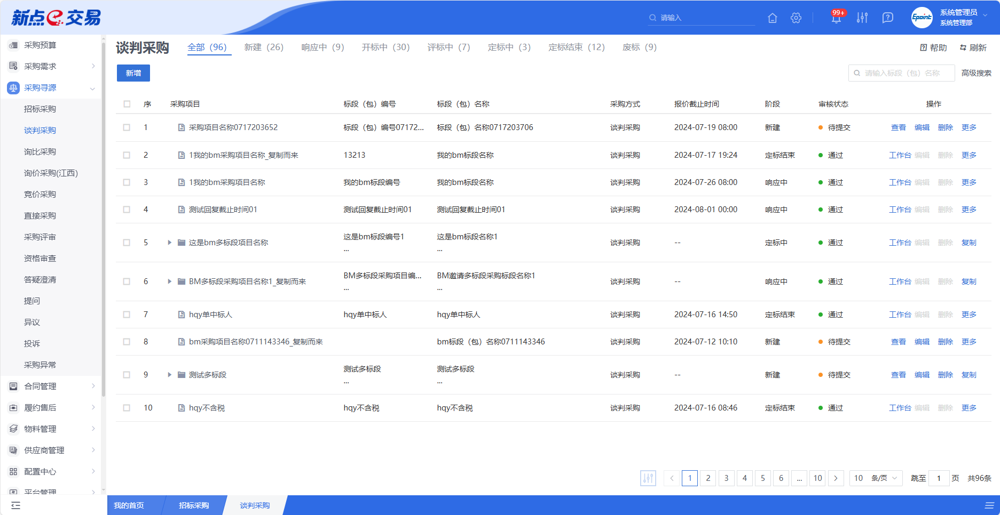 新点e交易
请输入
99+
Epoint
系统管理员
系统管理部
采购预算
采购需求
采购寻源
招标采购
谈判采购
询比采购
询价采购(江西)
竞价采购
直接采购
采购评审
资格审查
答疑澄清
提问
异议
投诉
采购异常
合同管理
履约售后
物料管理
供应商管理
配置中心
平台管理
谈判采购
全部（96） 新建（26） 响应中（9） 开标中（30） 评标中（7） 定标中（3） 定标结束（12） 废标（9）
帮助 刷新
新增
请输入标段（包）名称 高级搜索
序 采购项目 标段（包）编号 标段（包）名称 采购方式 报价截止时间 阶段 审核状态 操作
1 采购项目名称0717203652 标段（包）编号07172... 标段（包）名称0717203706 谈判采购 2024-07-19 08:00 新建 待提交 查看 编辑 删除 更多
2 1我的bm采购项目名称_复制而来 13213 我的bm标段名称 谈判采购 2024-07-17 19:24 定标结束 通过 工作台 编辑 删除 更多
3 1我的bm采购项目名称 我的bm标段编号 我的bm标段名称 谈判采购 2024-07-26 08:00 响应中 通过 工作台 编辑 删除 更多
4 测试回复截止时间01 测试回复截止时间01 测试回复截止时间01 谈判采购 2024-08-01 00:00 响应中 通过 工作台 编辑 删除 更多
5 这是bm多标段项目名称 这是bm标段编号1 ... 这是bm标段名称1 ... 谈判采购 -- 定标中 通过 工作台 编辑 删除 复制
6 BM多标段采购项目名称1_复制而来 BM多标段采购项目编... ... BM邀请多标段采购标段名称1 ... 谈判采购 -- 响应中 通过 工作台 编辑 删除 复制
7 hqy单中标人 hqy单中标人 hqy单中标人 谈判采购 2024-07-16 14:50 定标结束 通过 工作台 编辑 删除 更多
8 bm采购项目名称0711143346_复制而来 bm标段（包）名称0711143346 谈判采购 2024-07-12 10:10 新建 待提交 查看 编辑 删除 更多
9 测试多标段 测试多标段 ... 测试多标段 ... 谈判采购 -- 新建 待提交 查看 编辑 删除 复制
10 hqy不含税 hqy不含税 hqy不含税 谈判采购 2024-07-16 08:46 定标结束 通过 工作台 编辑 删除 更多
1 2 3 4 5 6 ... 10 10 条/页 跳至 1 页 共96条
我的首页 招标采购 谈判采购